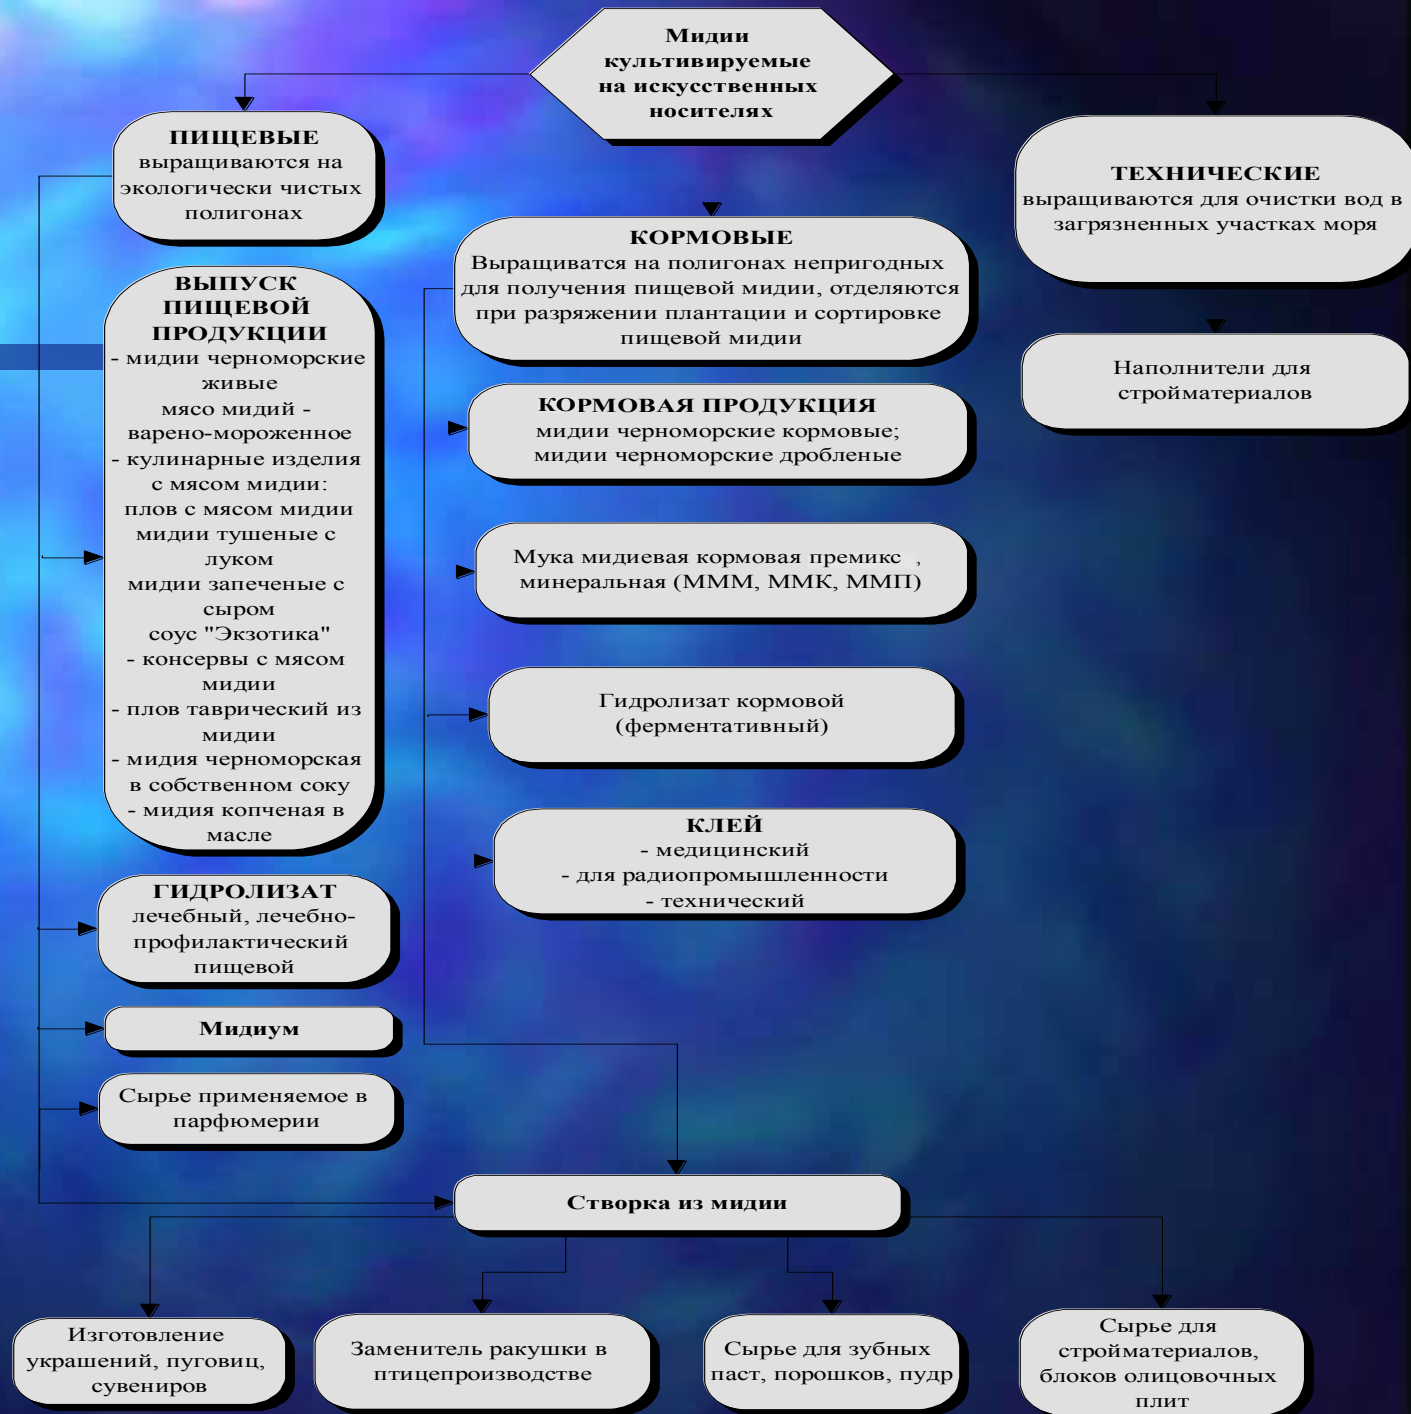 Мидии
культивируемые
на искусственных
носителях
ПИЩЕВЫЕ
выращиваются на
экологически чистых
полигонах
ТЕХНИЧЕСКИЕ
выращиваются для очистки вод в
загрязненных участках моря
КОРМОВЫЕ
Выращиватся на полигонах непригодных
для получения пищевой мидии, отделяются
при разряжении плантации и сортировке
пищевой мидии
ВЫПУСК
ПИЩЕВОЙ
ПРОДУКЦИИ
- мидии черноморские
живые
мясо мидий -
варено-мороженное
- кулинарные изделия
с мясом мидии:
плов с мясом мидии
мидии тушеные с
луком
мидии запеченые с
сыром
соус "Экзотика"
- консервы с мясом
мидии
- плов таврический из
мидии
- мидия черноморская
в собственном соку
- мидия копченая в
масле
Наполнители для
стройматериалов
КОРМОВАЯ ПРОДУКЦИЯ
мидии черноморские кормовые;
мидии черноморские дробленые
Мука мидиевая кормовая премикс ,
минеральная (МММ, ММК, ММП)
Гидролизат кормовой
(ферментативный)
КЛЕЙ
- медицинский
- для радиопромышленности
- технический
ГИДРОЛИЗАТ
лечебный, лечебно-
профилактический
пищевой
Мидиум
Сырье применяемое в
парфюмерии
Створка из мидии
Изготовление
украшений, пуговиц,
сувениров
Заменитель ракушки в
птицепроизводстве
Сырье для зубных
паст, порошков, пудр
Сырье для
стройматериалов,
блоков олицовочных
плит